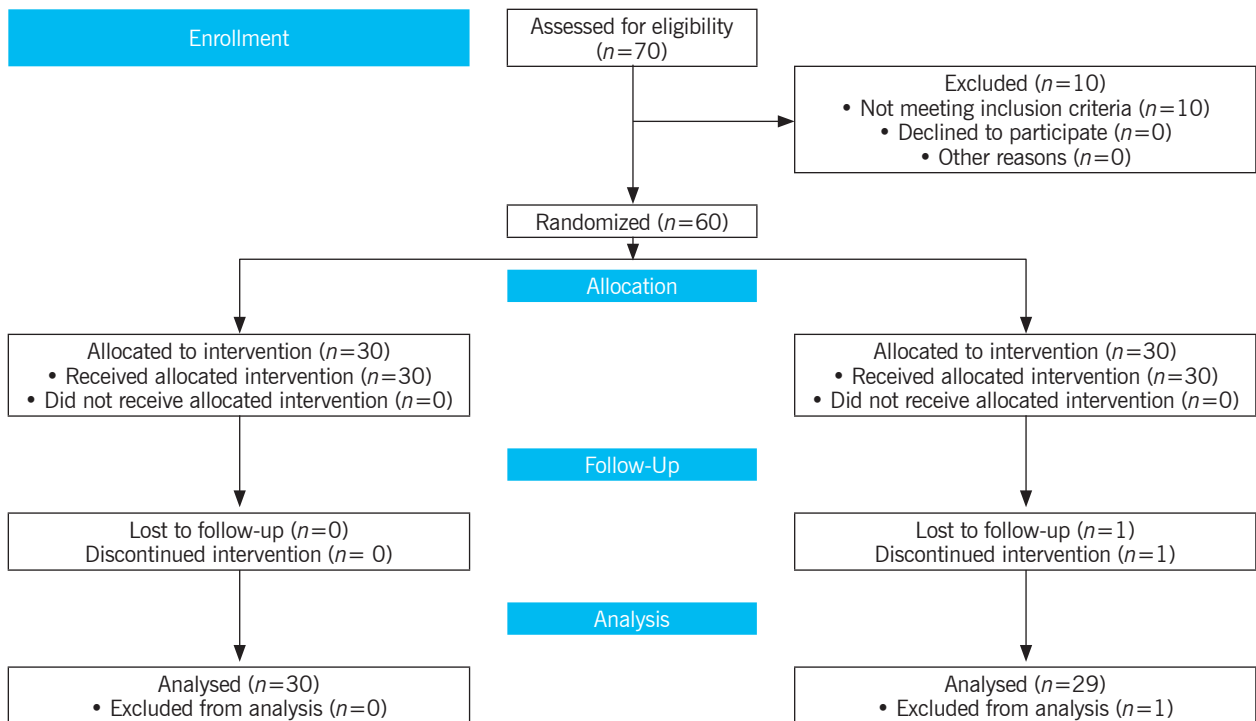 Enrollment
Assessed for eligibility
(n=70)
Excluded (n=10)
• Not meeting inclusion criteria (n=10)
• Declined to participate (n=0)
• Other reasons (n=0)
Randomized (n=60)
Allocation
Allocated to intervention (n=30)
• Received allocated intervention (n=30)
• Did not receive allocated intervention (n=0)
Allocated to intervention (n=30)
• Received allocated intervention (n=30)
• Did not receive allocated intervention (n=0)
Follow-Up
Lost to follow-up (n=0)
Discontinued intervention (n= 0)
Lost to follow-up (n=1)
Discontinued intervention (n=1)
Analysis
Analysed (n=30)
• Excluded from analysis (n=0)
Analysed (n=29)
• Excluded from analysis (n=1)